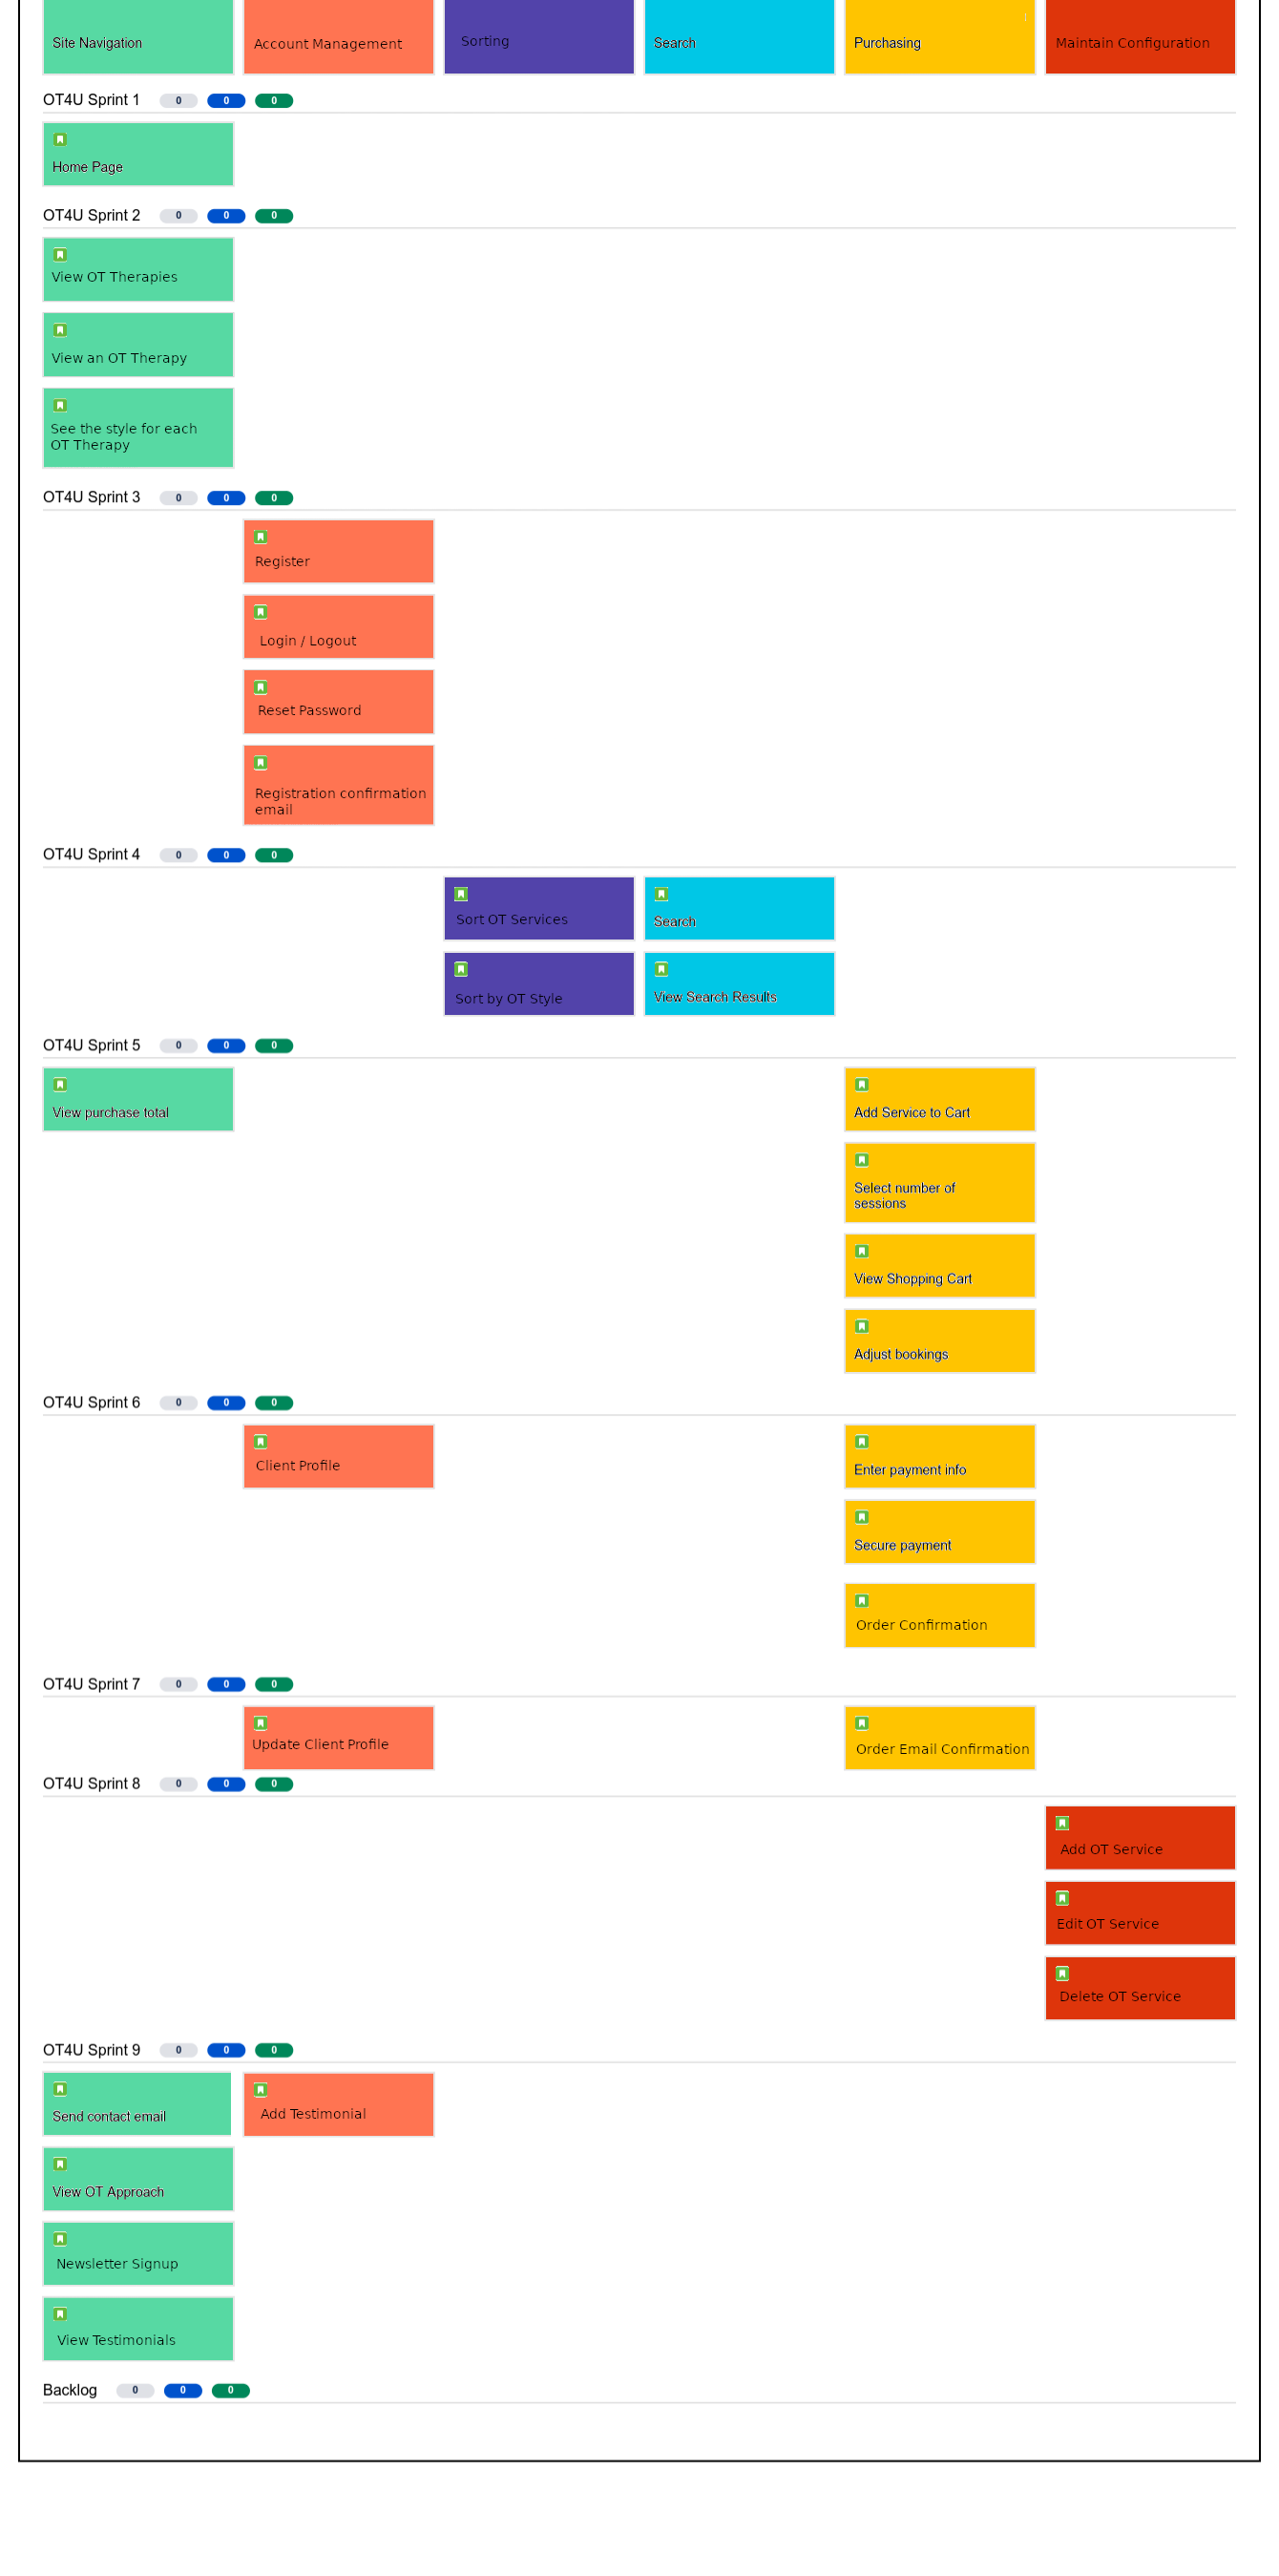 Site Navigation
Account Management
Sorting
Search
Purchasing
Maintain Configuration
OT4U Sprint 1 0 0 0
Home Page
OT4U Sprint 2 0 0 0
View OT Therapies
View an OT Therapy
See the style for each
OT Therapy
OT4U Sprint 3 0 0 0
Register
Login / Logout
Reset Password
Registration confirmation
email
OT4U Sprint 4 0 0 0
Sort OT Services
Search
Sort by OT Style
View Search Results
OT4U Sprint 5 0 0 0
View purchase total
Add Service to Cart
Select number of
sessions
View Shopping Cart
Adjust bookings
OT4U Sprint 6 0 0 0
Client Profile
Enter payment info
Secure payment
Order Confirmation
OT4U Sprint 7 0 0 0
Update Client Profile
Order Email Confirmation
OT4U Sprint 8 0 0 0
Add OT Service
Edit OT Service
Delete OT Service
OT4U Sprint 9 0 0 0
Send contact email
Add Testimonial
View OT Approach
Newsletter Signup
View Testimonials
Backlog 0 0 0